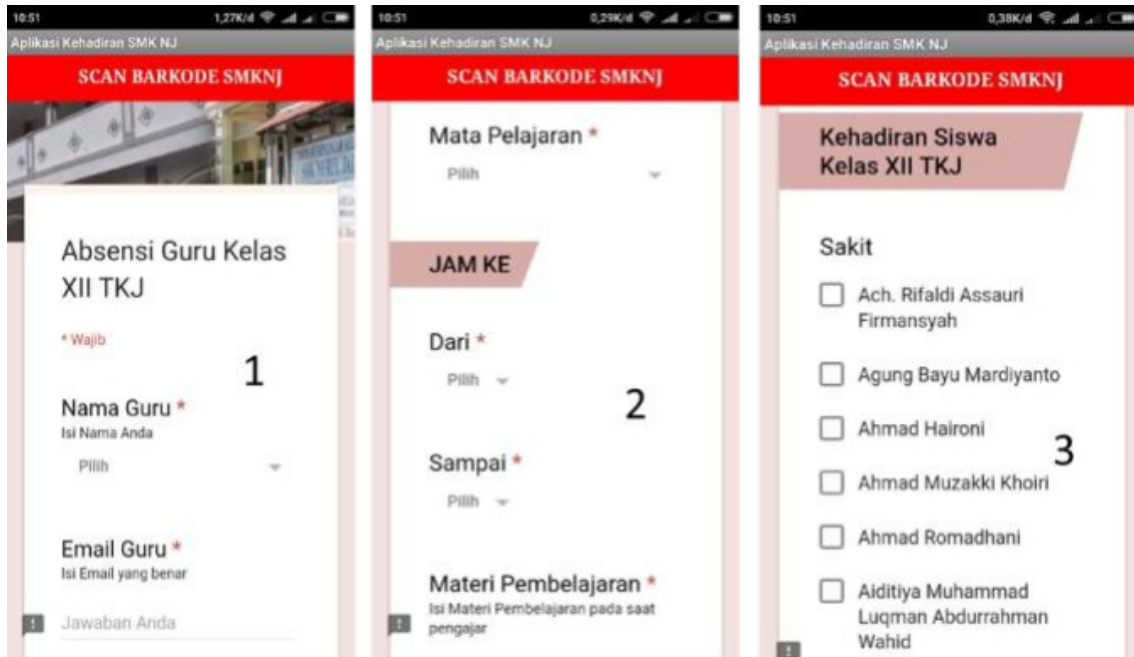 10:51 1,27K/d
Aplikasi Kehadiran SMK NJ
SCAN BARKODE SMKNJ
Absensi Guru Kelas
XII TKJ
* Wajib
1
Nama Guru *
Isi Nama Anda
Pilih
Email Guru *
Isi Email yang benar
Jawaban Anda
10:51 0,29K/d
Aplikasi Kehadiran SMK NJ
SCAN BARKODE SMKNJ
Mata Pelajaran *
Pilih
JAM KE
Dari *
Pilih
2
Sampai *
Pilih
Materi Pembelajaran *
Isi Materi Pembelajaran pada saat
pengajar
10:51 0,38K/d
Aplikasi Kehadiran SMK NJ
SCAN BARKODE SMKNJ
Kehadiran Siswa
Kelas XII TKJ
Sakit
Ach. Rifaldi Assauri
Firmansyah
Agung Bayu Mardiyanto
Ahmad Haironi
3
Ahmad Muzakki Khoiri
Ahmad Romadhani
Aiditiya Muhammad
Luqman Abdurrahman
Wahid